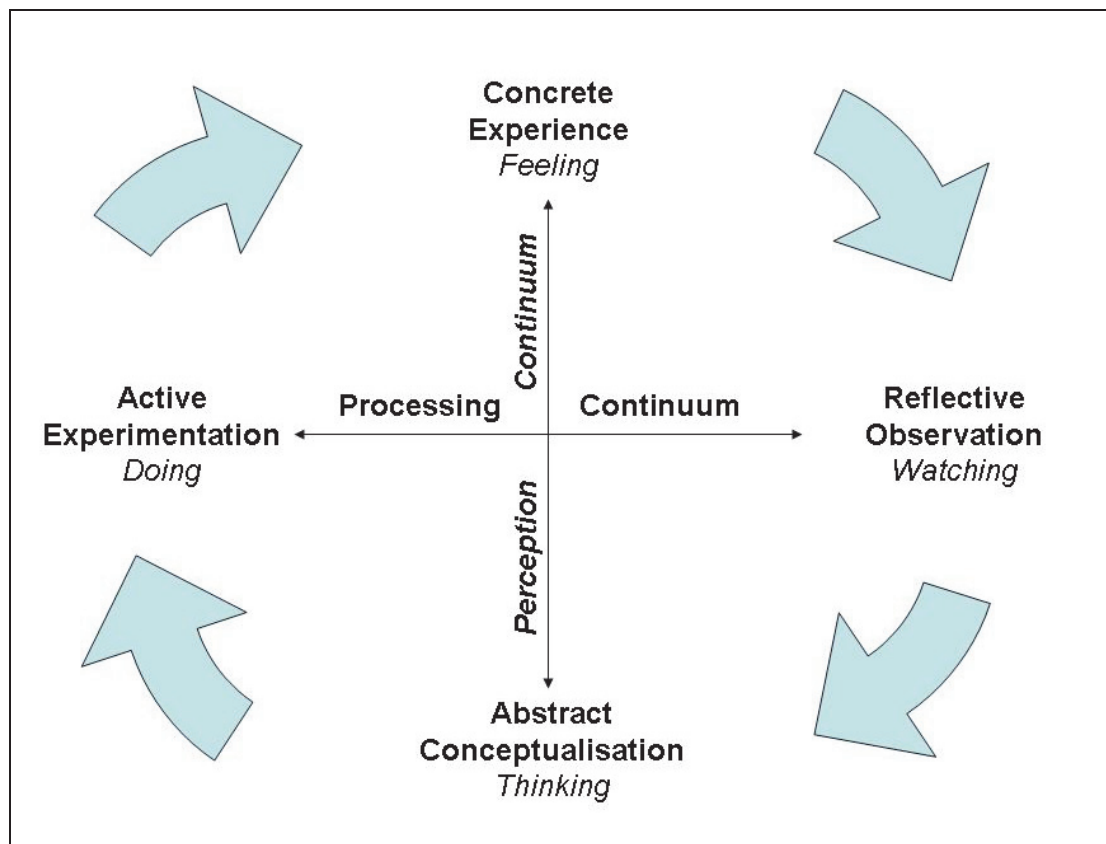 Concrete
Experience
Feeling
Continuum
Processing
Continuum
Active
Experimentation
Doing
Reflective
Observation
Watching
Perception
Abstract
Conceptualisation
Thinking